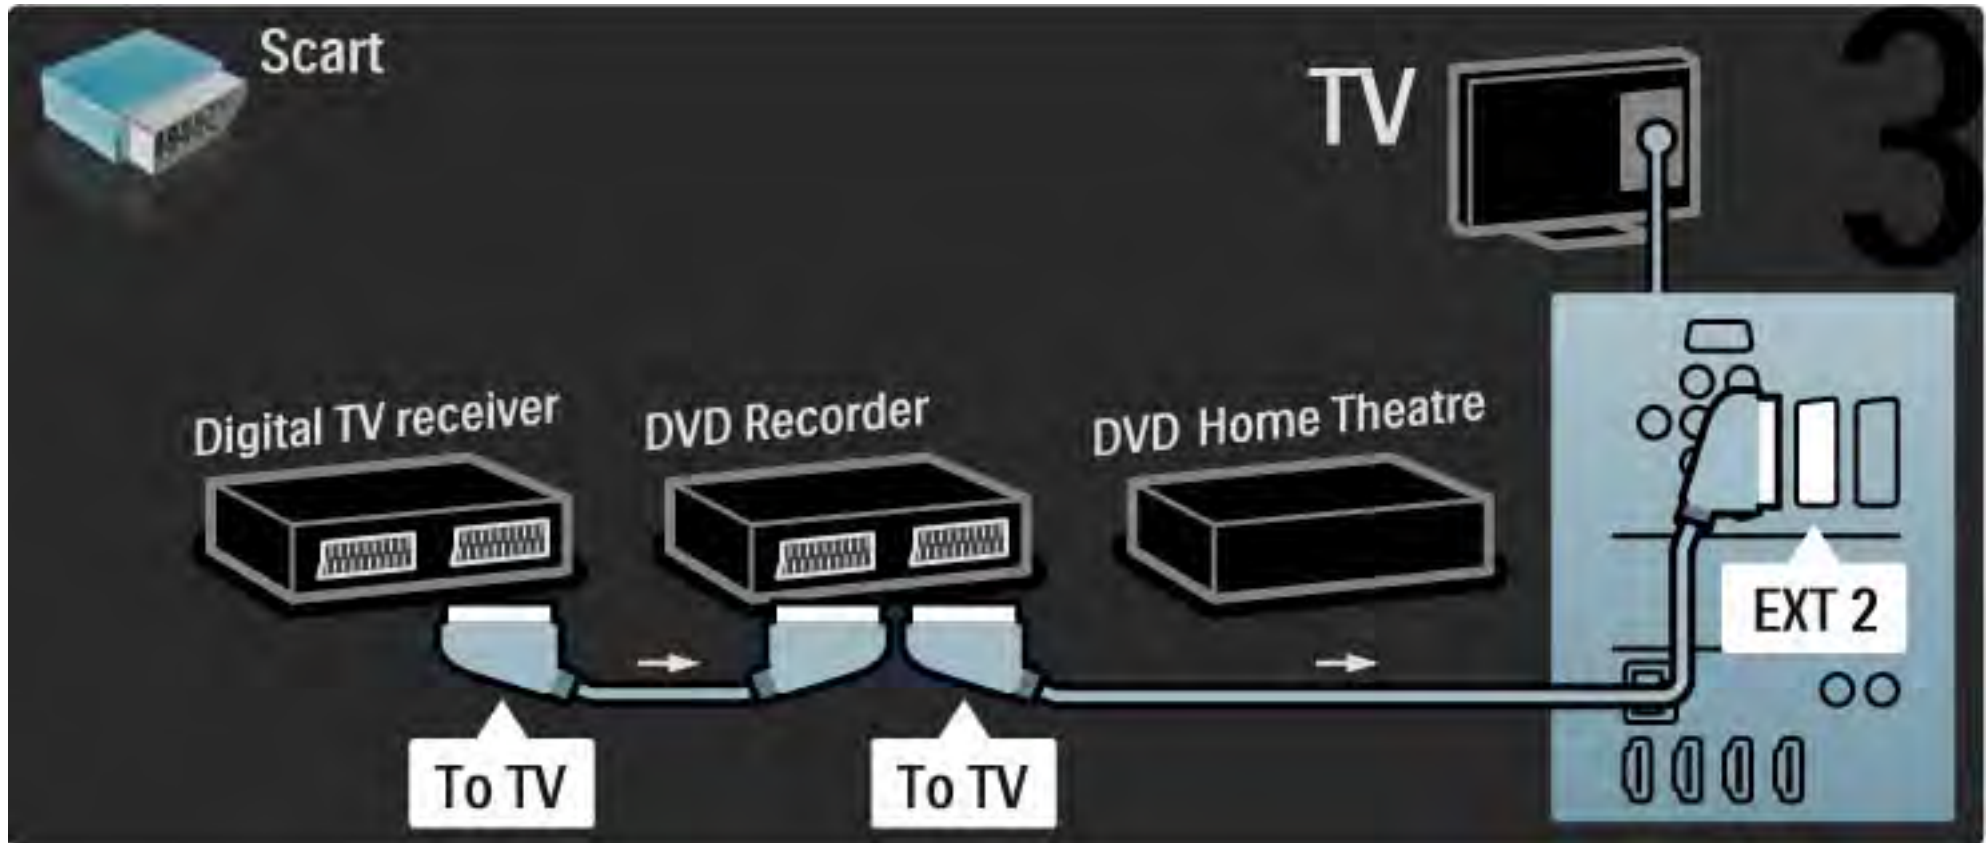 Scart
TV
3
Digital TV receiver
DVD Recorder
DVD Home Theatre
EXT 2
To TV
To TV